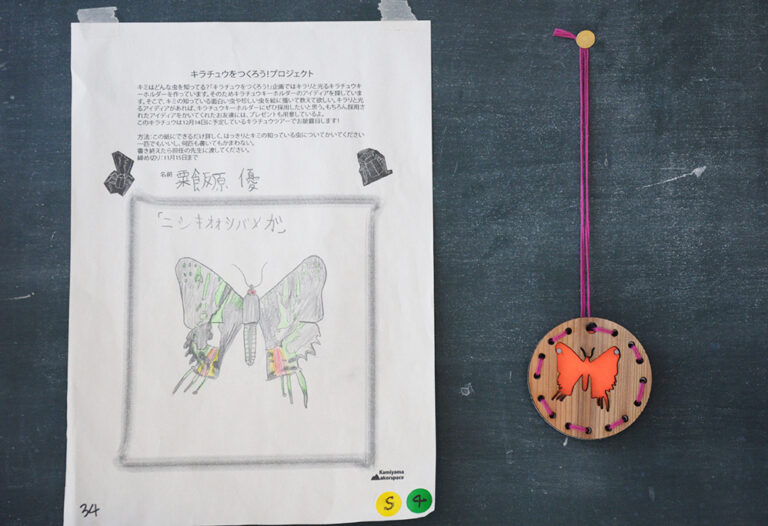 キラチュウをつくろう!プロジェクト
キミはどんな虫を知ってる?「キラチュウをつくろう!」企画ではキラリと光るキラチュウキ
ーホルダーを作っています。そのためキラチュウキーホルダーのアイディアを探していま
す。そこで、キミの知っている面白い虫や珍しい虫を絵に描いて教えて欲しい。キラリと光
るアイディアがあれば、キラチュウキーホルダーにぜひ採用したいと思う。もちろん、採用さ
れたアイディアをかいてくれたお友達には、プレゼントも用意しているよ。
このキラチュウは12月14日に予定しているキラチュウツアーでお披露目します!
方法:この紙にできるだけ詳しく、はっきりとキミの知っている虫についてかいてください
一匹でもいいし、何匹も書いてもかまわない。
書き終えたら担任の先生に渡してください。
締め切り:11月15日まで
名前 粟飯原 優
「ニシキオオツバメガ」
Kamiyama
Makerspace
34
S
4